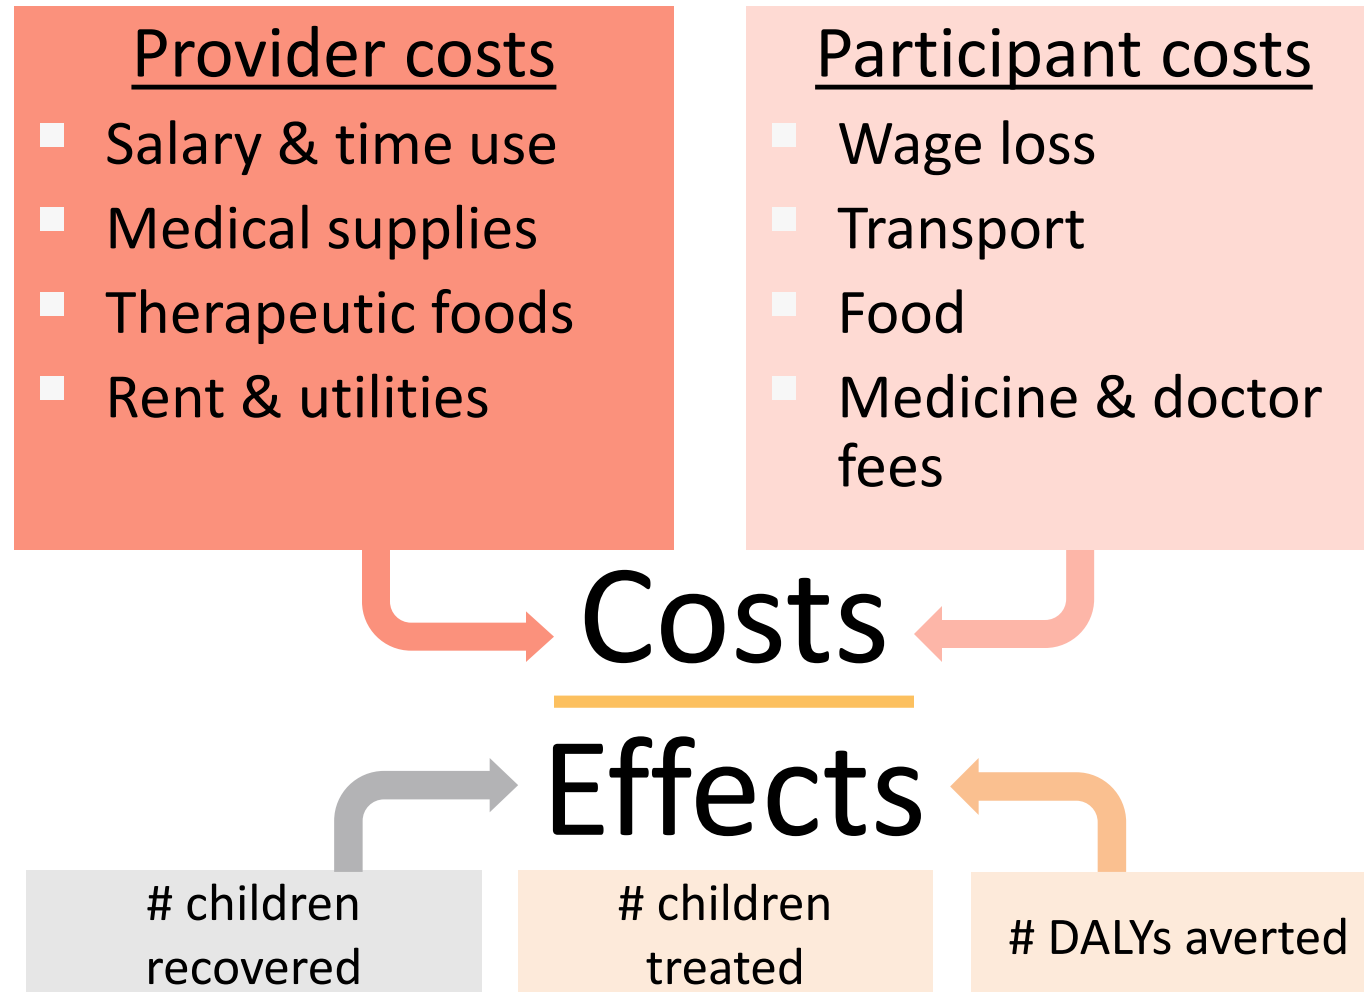 Provider costs
Salary & time use
Medical supplies
Therapeutic foods
Rent & utilities
Participant costs
Wage loss
Transport
Food
Medicine & doctor
fees
Costs
Effects
# children
recovered
# children
treated
# DALYs averted